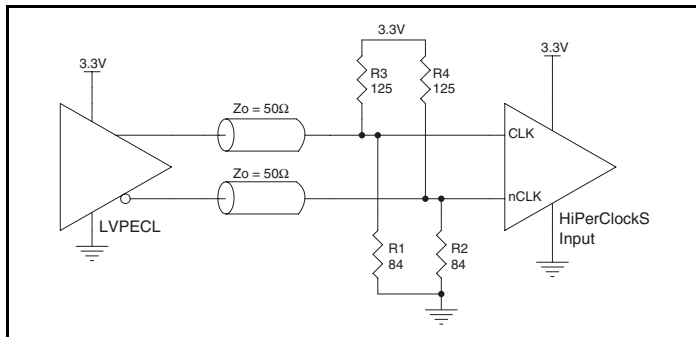 3.3V
3.3V
3.3V
R3
125
R4
125
Zo = 50Ω
CLK
Zo = 50Ω
nCLK
LVPECL
HiPerClockS
Input
R1
84
R2
84